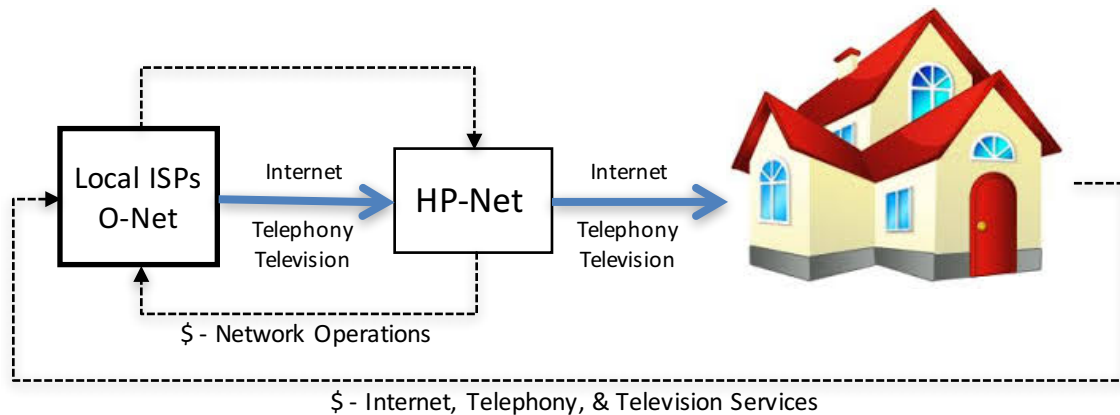 Local ISPs
O-Net
Internet
Telephony
Television
HP-Net
Internet
Telephony
Television
$ - Network Operations
$ - Internet, Telephony, & Television Services